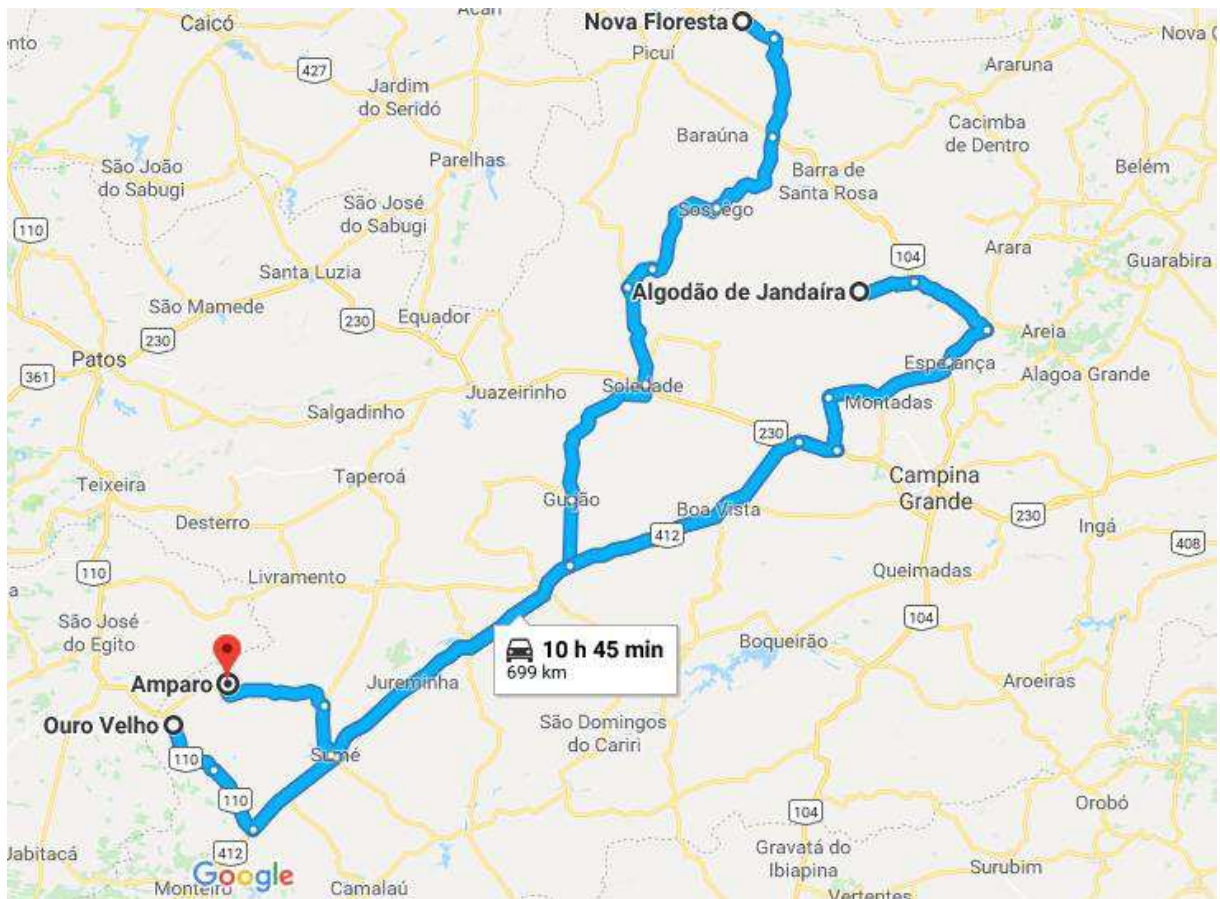 Nova Floresta
Caicó
Acari
Nova C
ento
Picuí
Araruna
427
Jardim
do Seridó
Cacimba
de Dentro
Baraúna
Parelhas
Belém
São João
do Sabugi
Barra de
Santa Rosa
São José
do Sabugi
Sossêgo
110
Arara
104
Guarabira
Santa Luzia
Algodão de Jandaíra
São Mamede
Equador
230
230
Areia
Patos
Esperança
361
Alagoa Grande
Soledade
Juazeirinho
Montadas
Salgadinho
230
Campina
Grande
Taperoá
Teixeira
Gurjão
Boa Vista
Desterro
230
Ingá
412
408
110
Livramento
Queimadas
a
São José
do Egito
104
10 h 45 min
699 km
Boqueirão
Amparo
Jureminha
Aroeiras
Ouro Velho
São Domingos
do Cariri
Sumé
110
110
Orobó
104
412
Jabitacá
Gravatá do
Ibiapina
Google
Surubim
Monteiro
Camalaú
Vertentes